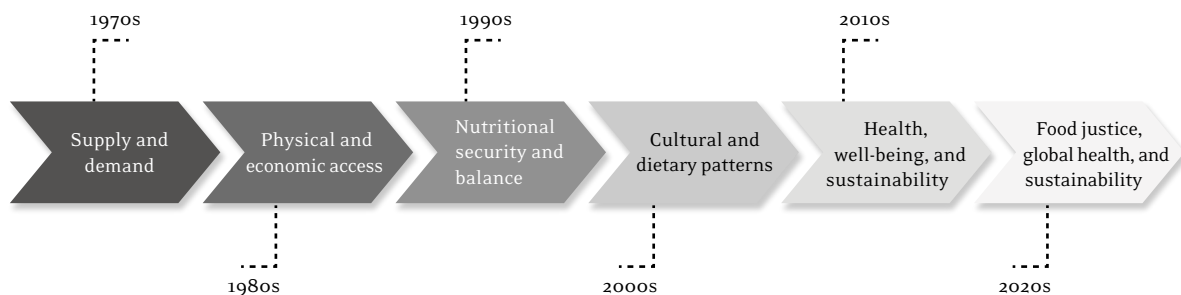 1970s
1990s
2010s
Supply and
demand
Physical and
economic access
Nutritional
security and
balance
Cultural and
dietary patterns
Health,
well-being, and
sustainability
Food justice,
global health, and
sustainability
1980s
2000s
2020s